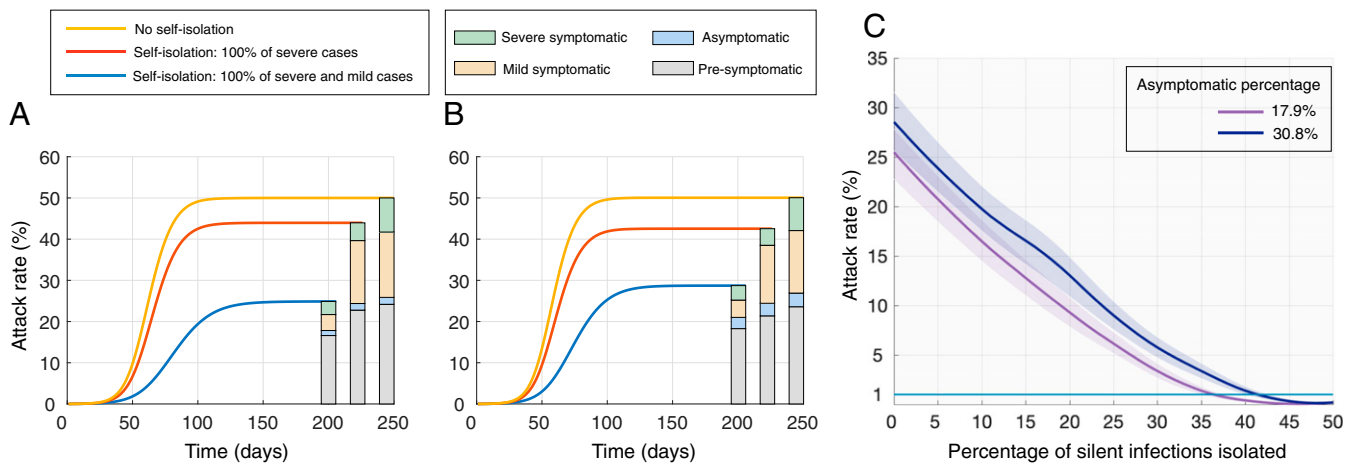 No self-isolation
Self-isolation: 100% of severe cases
Self-isolation: 100% of severe and mild cases
Severe symptomatic
Asymptomatic
Mild symptomatic
Pre-symptomatic
A
60
50
40
30
20
10
0
Attack rate (%)
0 50 100 150 200 250
Time (days)
B
60
50
40
30
20
10
0
0 50 100 150 200 250
Time (days)
C
35
30
25
20
15
10
5
1
Attack rate (%)
Asymptomatic percentage
17.9%
30.8%
0 5 10 15 20 25 30 35 40 45 50
Percentage of silent infections isolated